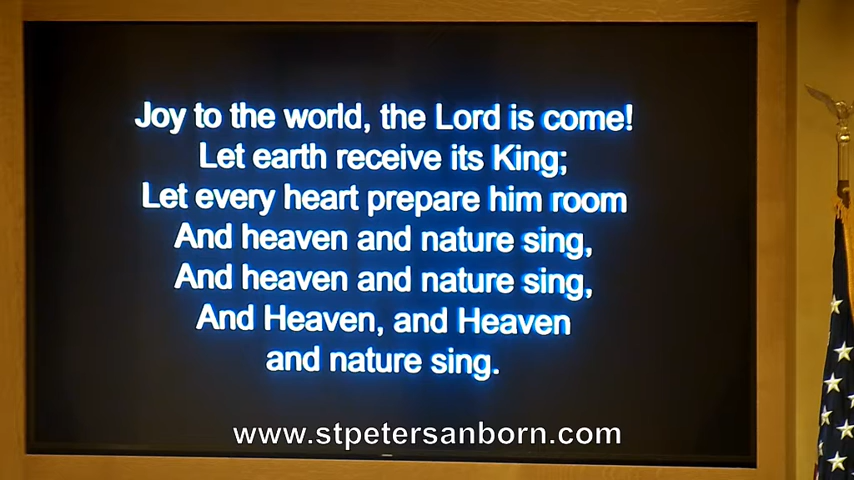 Joy to the world, the Lord is come!
Let earth receive its King;
Let every heart prepare him room
And heaven and nature sing,
And heaven and nature sing,
And Heaven, and Heaven
and nature sing.
www.stpetersanborn.com